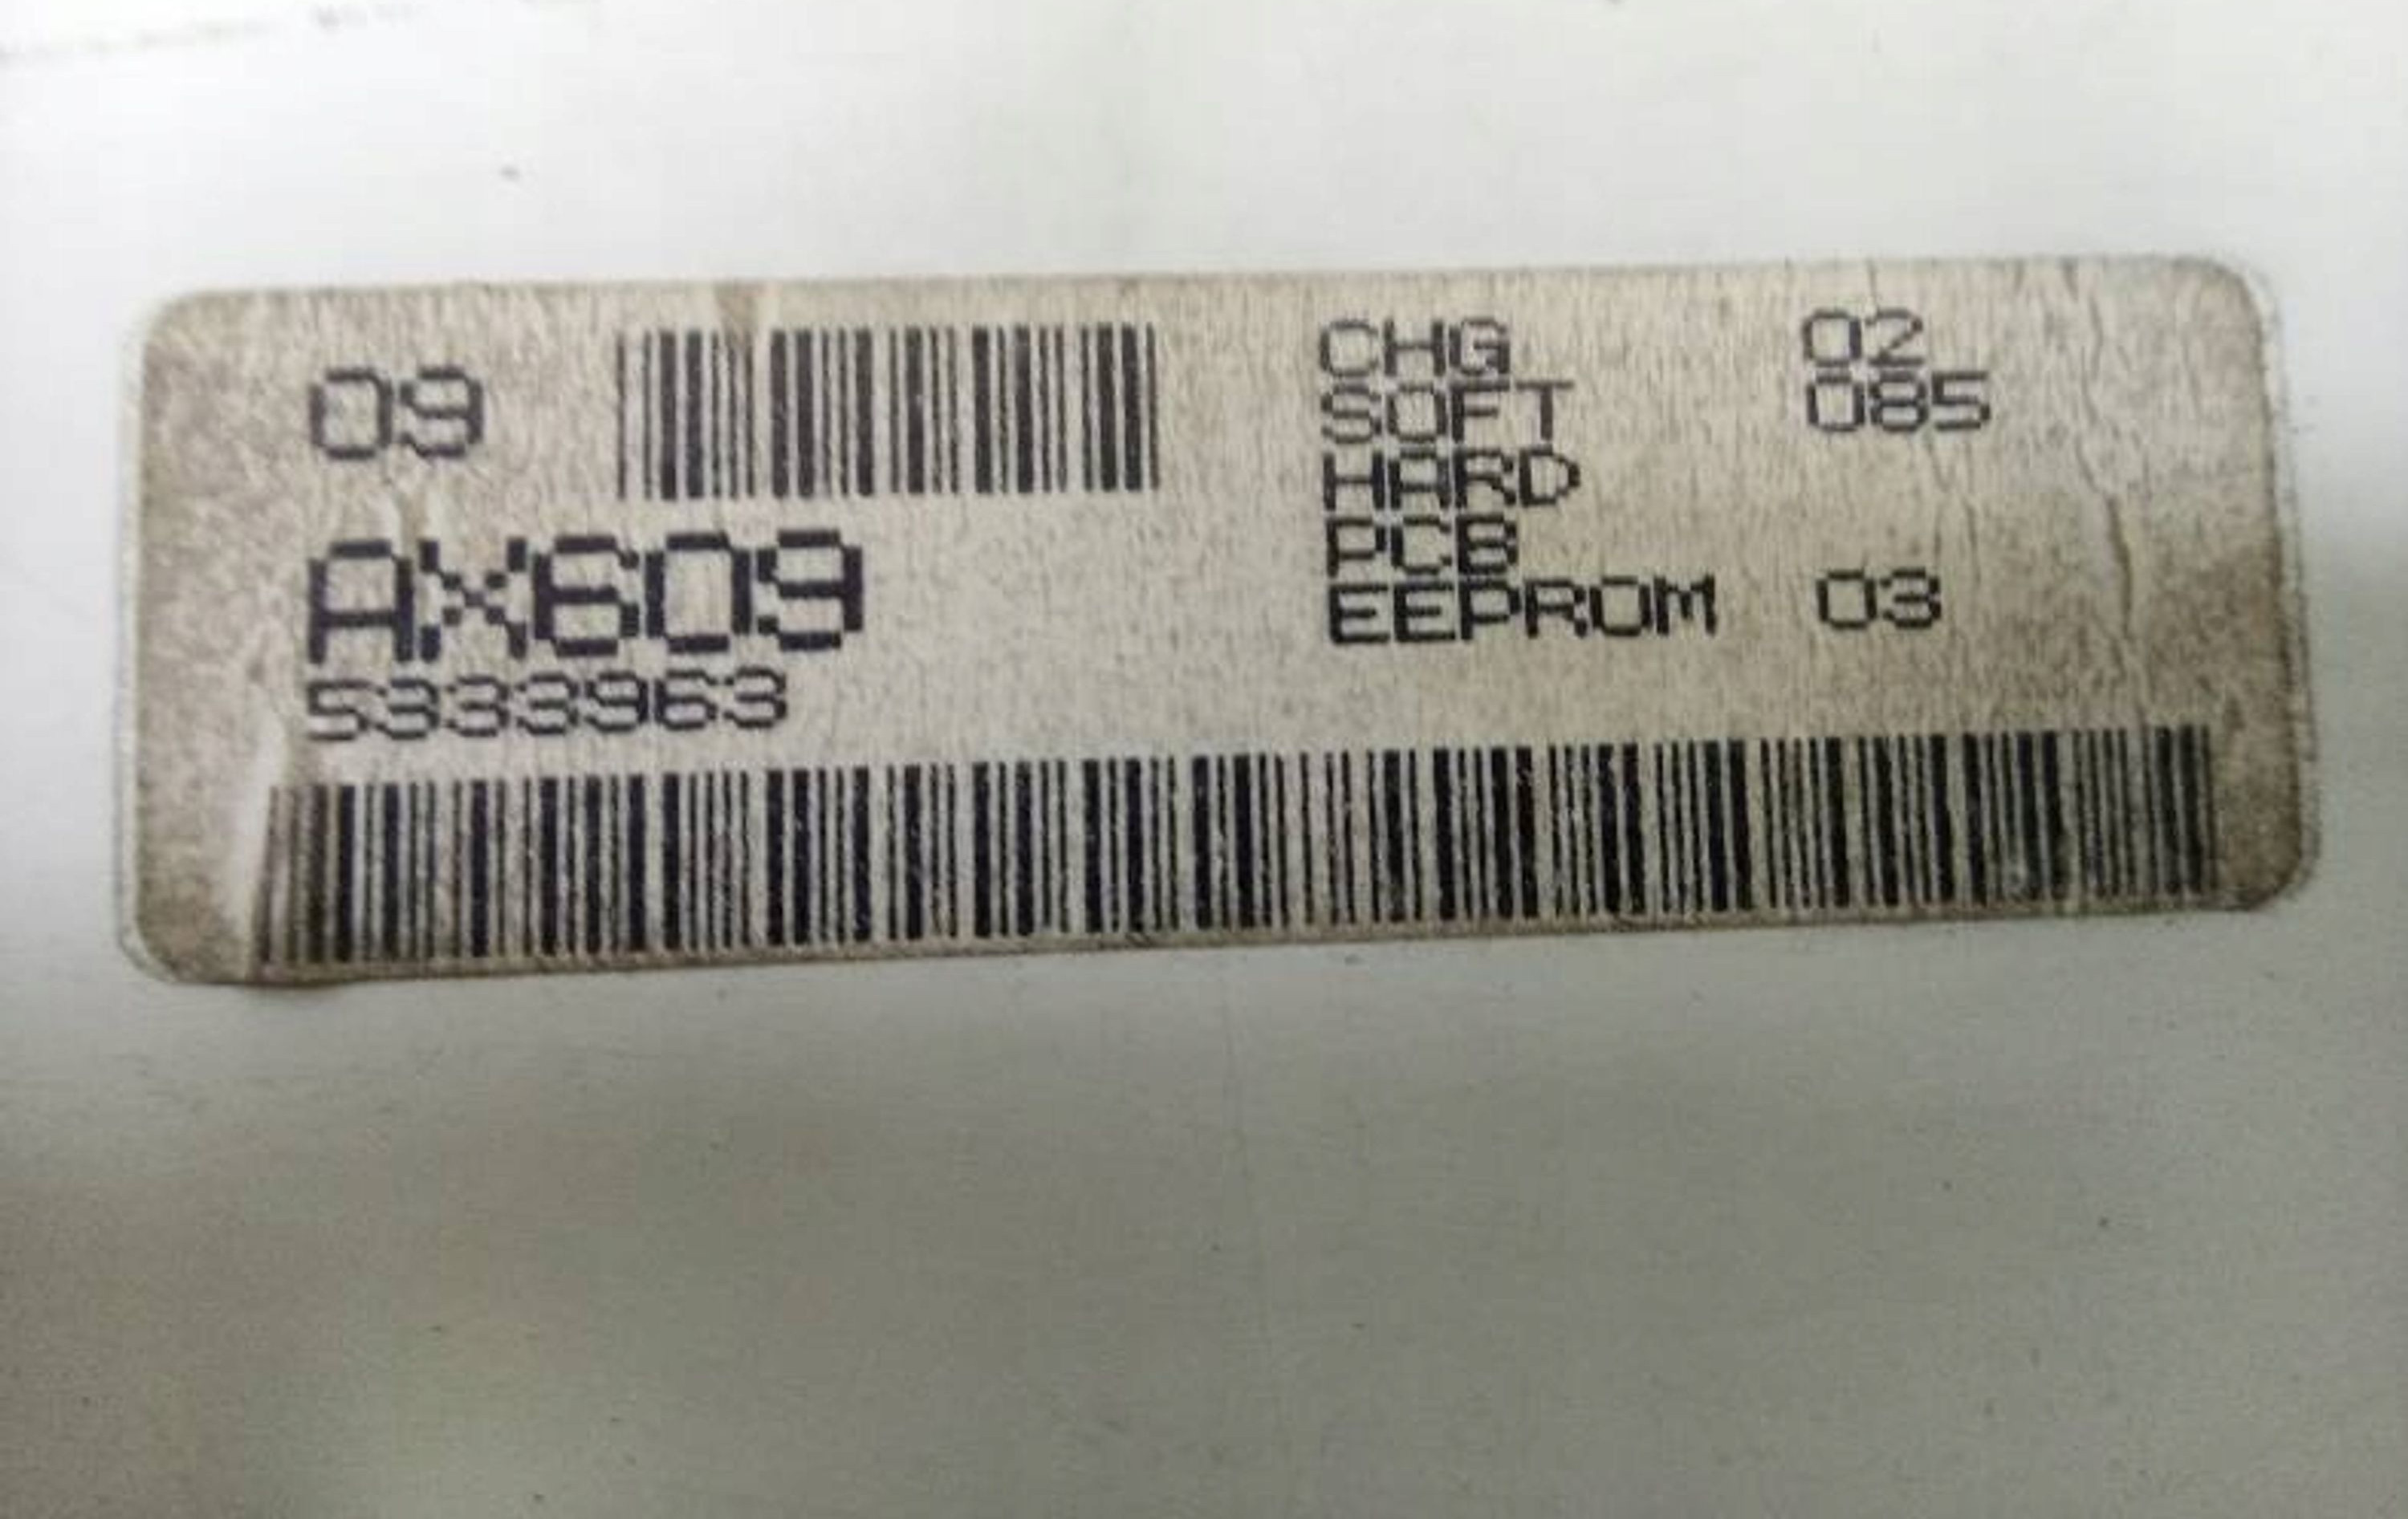 09
AX609
5333963
CHG 02
SOFT 085
HARD
PCB
EEPROM 03